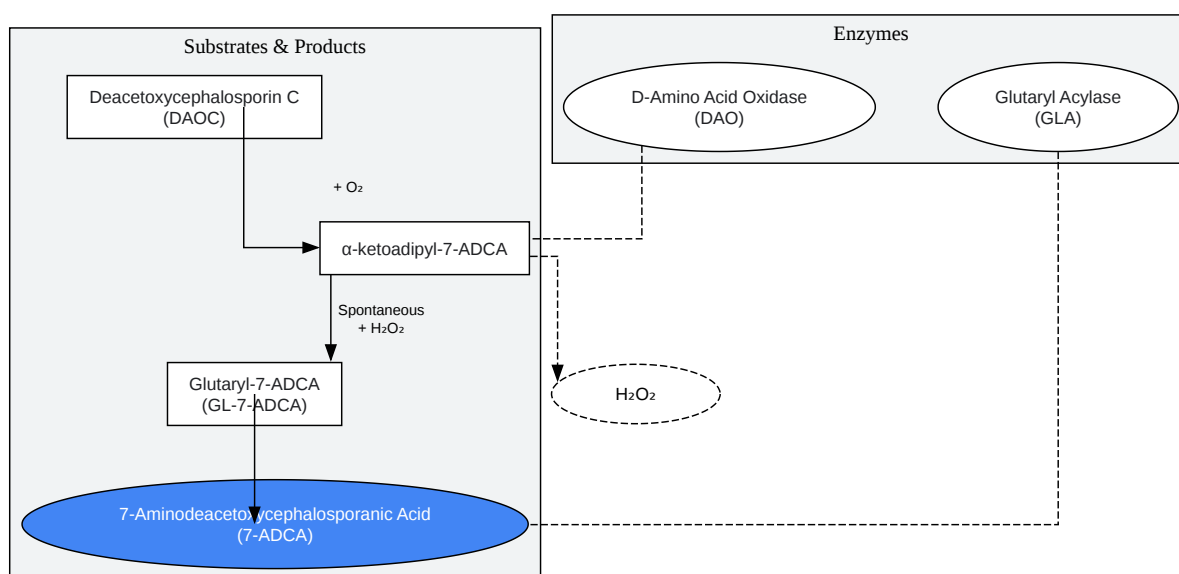 Substrates & Products
Deacetoxycephalosporin C
(DAOC)
+ O₂
α-ketoadipyl-7-ADCA
Spontaneous
+ H₂O₂
Glutaryl-7-ADCA
(GL-7-ADCA)
7-Aminodeacetoxycephalosporanic Acid
(7-ADCA)
Enzymes
D-Amino Acid Oxidase
(DAO)
Glutaryl Acylase
(GLA)
H₂O₂